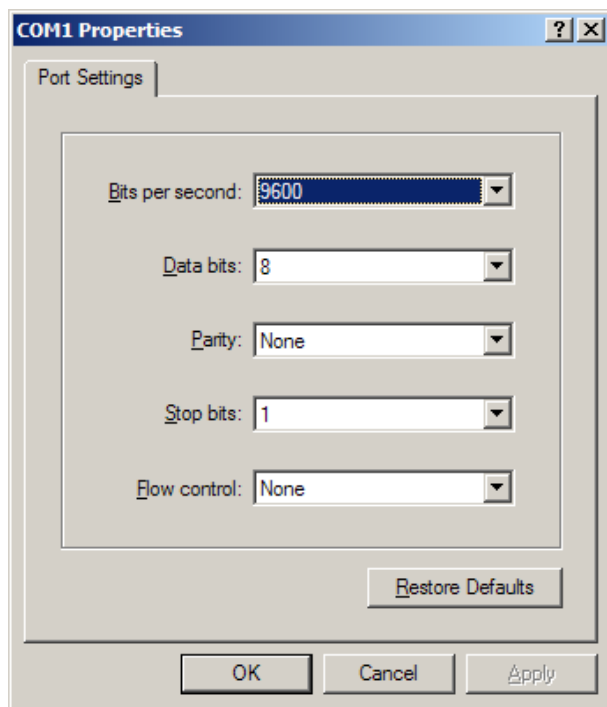 COM1 Properties
Port Settings
Bits per second: 9600
Data bits: 8
Parity: None
Stop bits: 1
Flow control: None
Restore Defaults
OK Cancel Apply